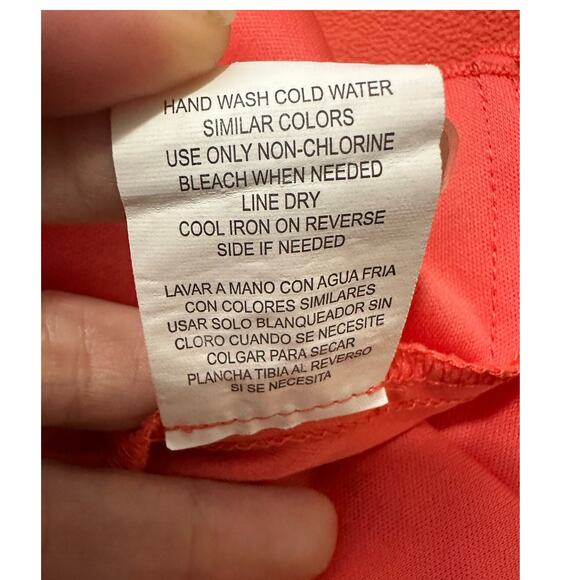 HAND WASH COLD WATER
SIMILAR COLORS
USE ONLY NON-CHLORINE
BLEACH WHEN NEEDED
LINE DRY
COOL IRON ON REVERSE
SIDE IF NEEDED
LAVAR A MANO CON AGUA FRIA
CON COLORES SIMILARES
USAR SOLO BLANQUEADOR SIN
CLORO CUANDO SE NECESITE
COLGAR PARA SECAR
PLANCHA TIBIA AL REVERSO
SI SE NECESITA